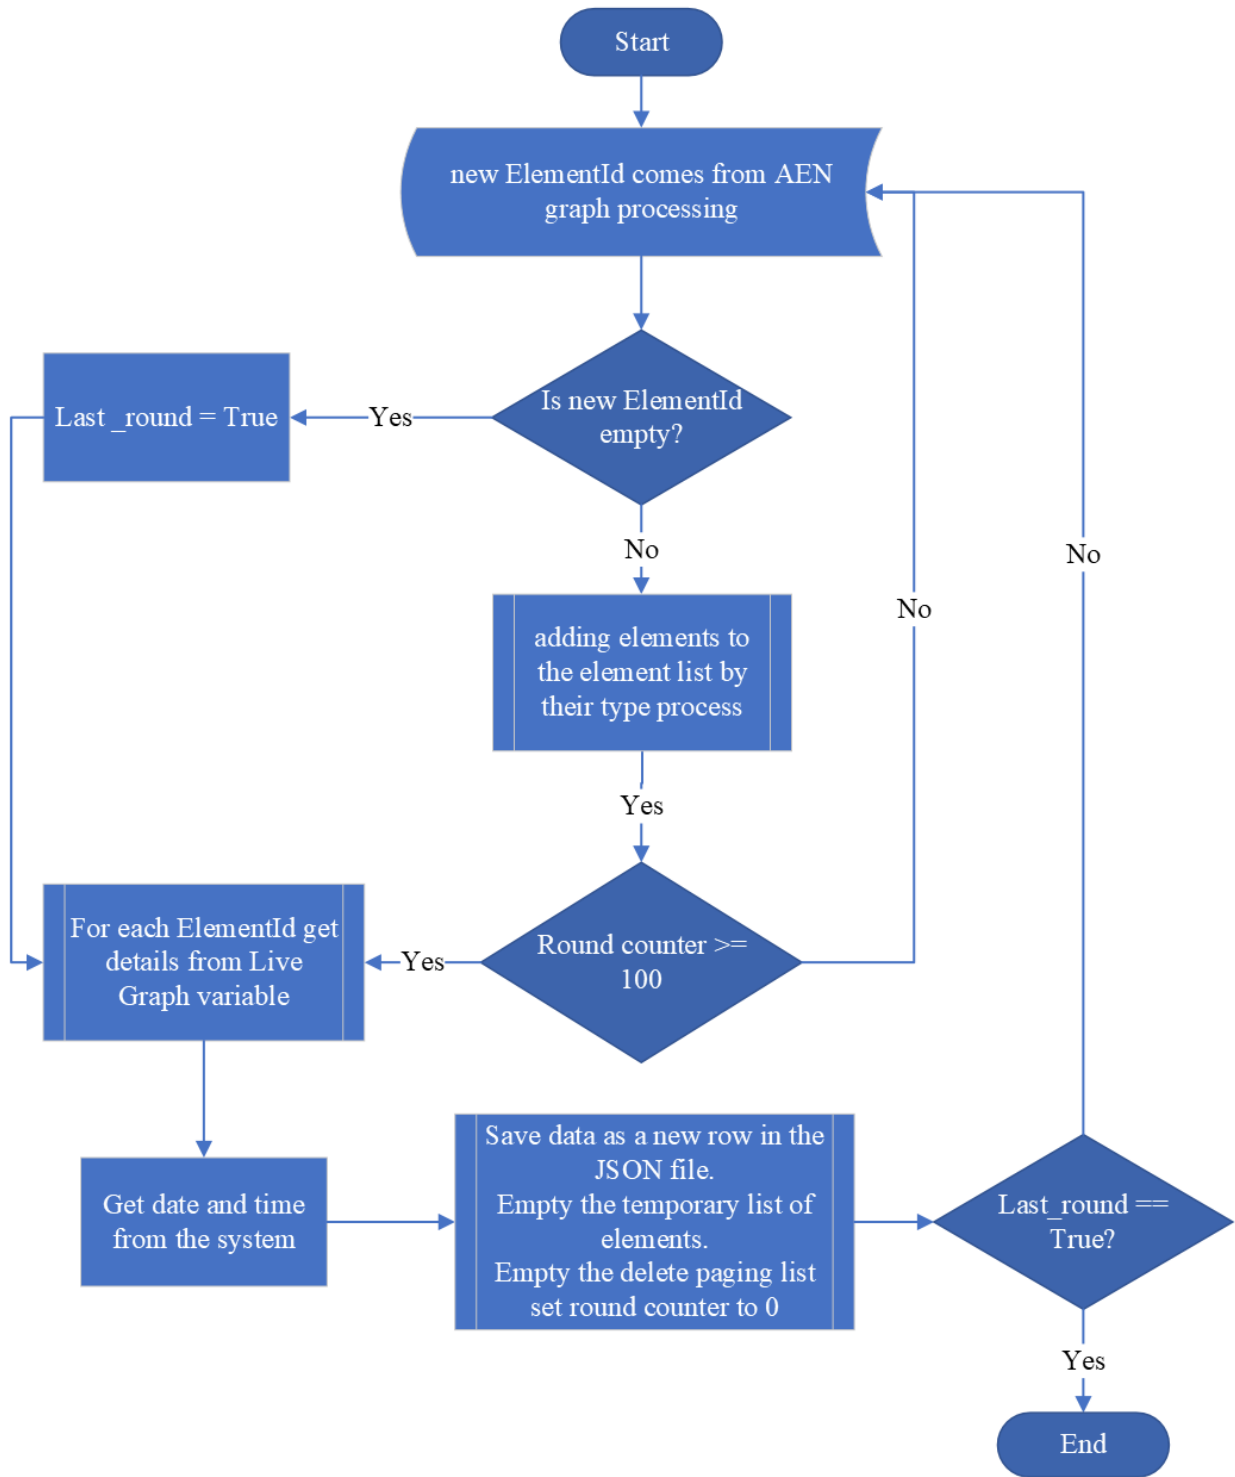 Start
new ElementId comes from AEN
graph processing
Is new ElementId
empty?
Yes
Last _round = True
No
adding elements to
the element list by
their type process
Yes
Round counter >=
100
Yes
No
No
For each ElementId get
details from Live
Graph variable
Get date and time
from the system
Save data as a new row in the
JSON file.
Empty the temporary list of
elements.
Empty the delete paging list
set round counter to 0
Last_round ==
True?
Yes
End